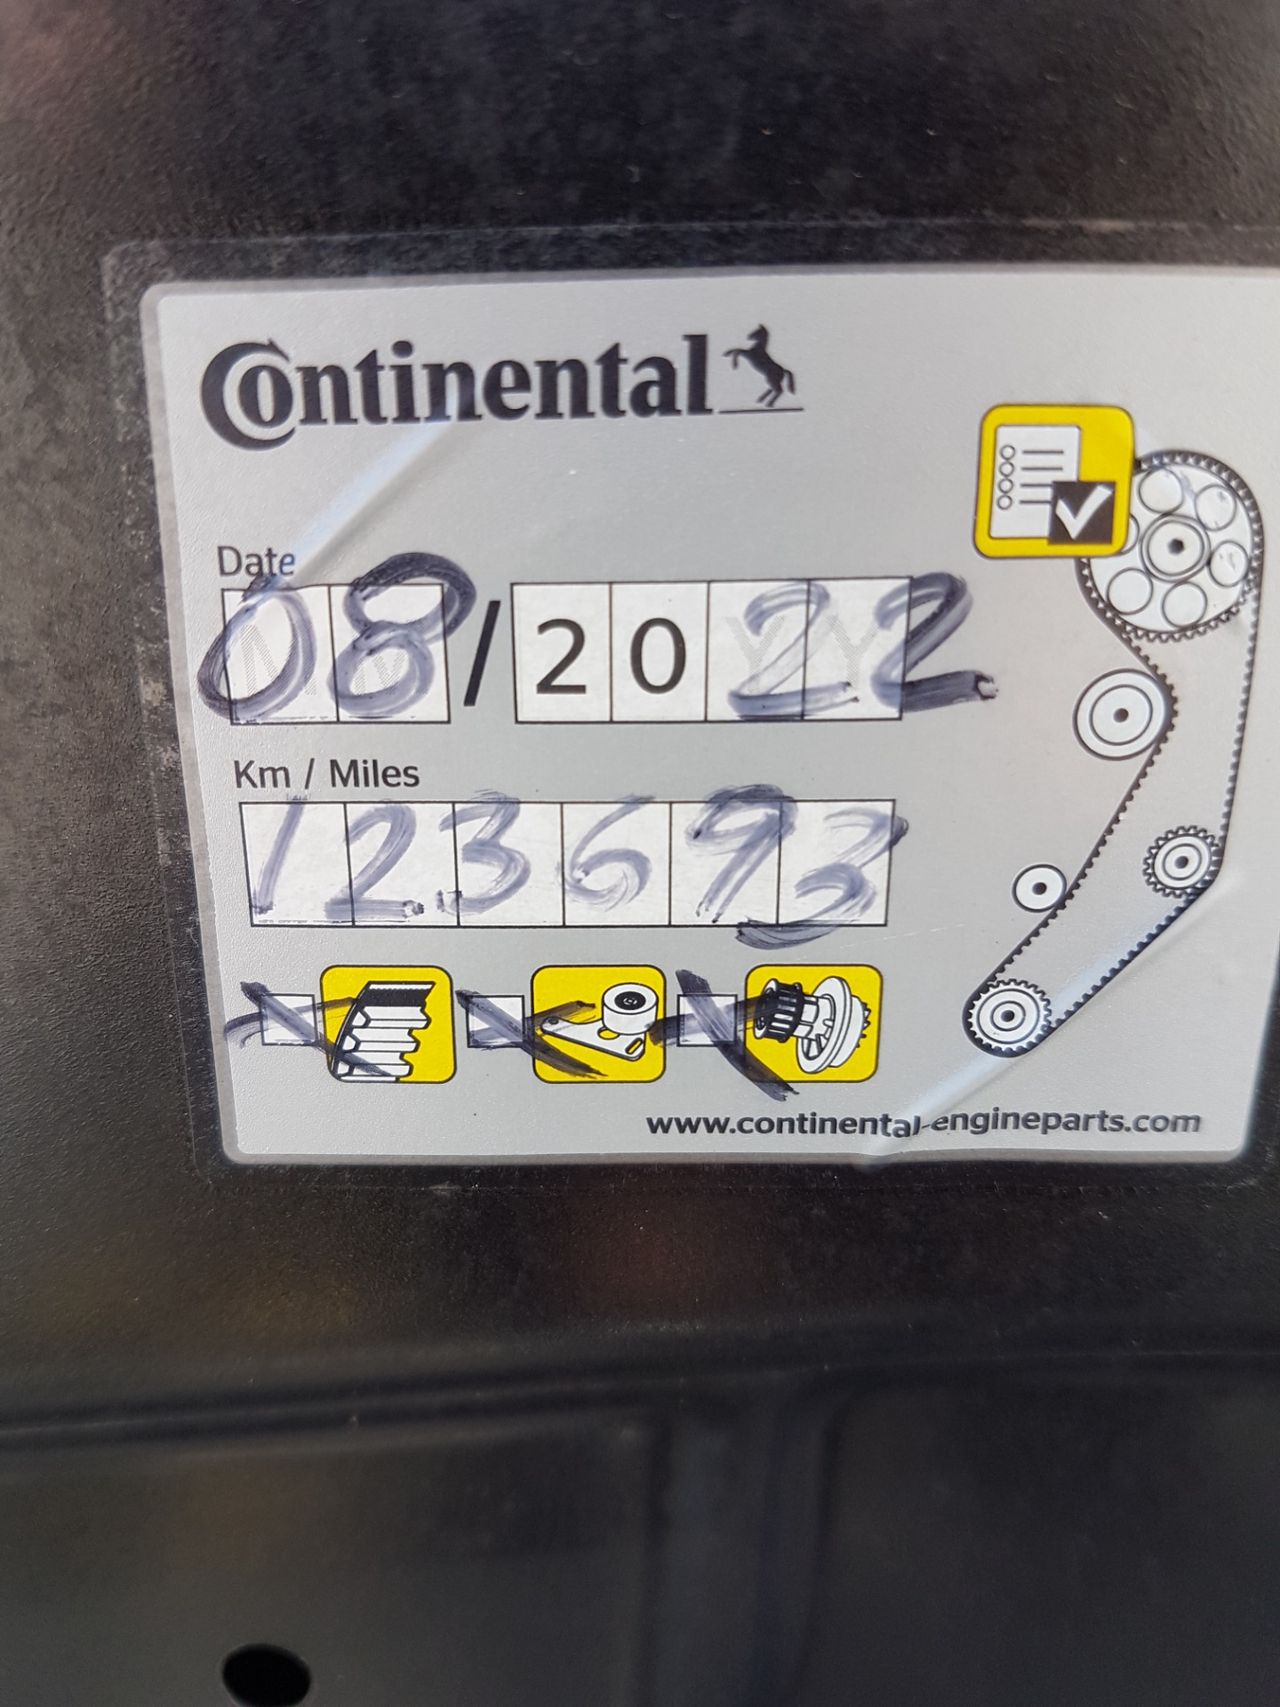 Continental
Date
08/2022
Km / Miles
123693
www.continental-engineparts.com